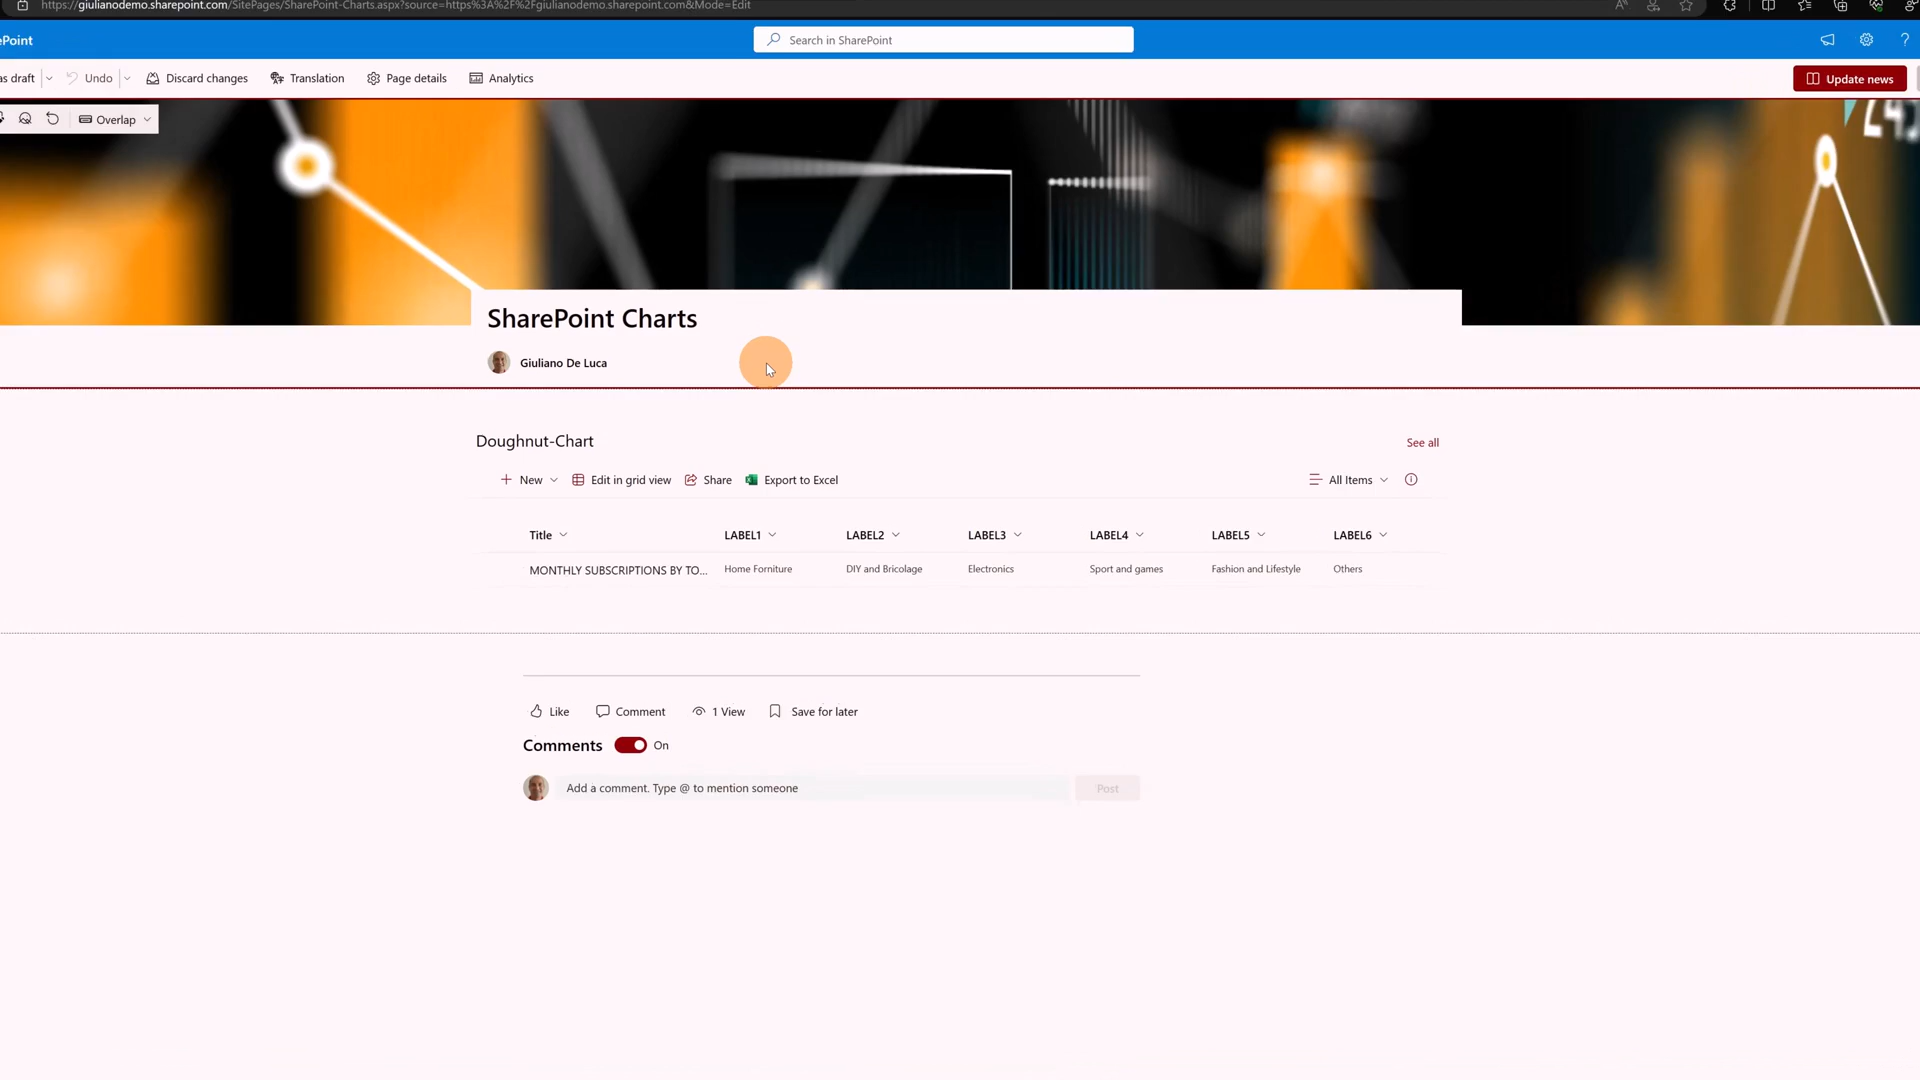 https://giulianodemo.sharepoint.com/SitePages/SharePoint-Charts.aspx?source=https%3A%2F%2Fgiulianodemo.sharepoint.com&Mode=Edit
ePoint
Search in SharePoint
?
as draft
Undo
Discard changes
Translation
Page details
Analytics
Update news
Overlap
SharePoint Charts
Giuliano De Luca
Doughnut-Chart
See all
New
Edit in grid view
Share
Export to Excel
All Items
Title
LABEL1
LABEL2
LABEL3
LABEL4
LABEL5
LABEL6
MONTHLY SUBSCRIPTIONS BY TO...
Home Forniture
DIY and Bricolage
Electronics
Sport and games
Fashion and Lifestyle
Others
Like
Comment
1 View
Save for later
Comments
On
Add a comment. Type @ to mention someone
Post